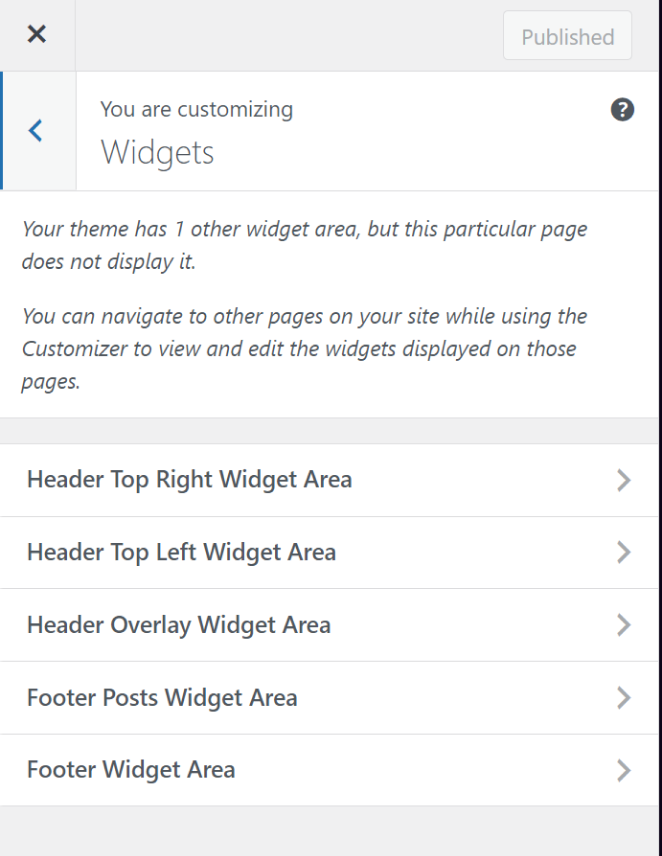 Published
You are customizing
Widgets
Your theme has 1 other widget area, but this particular page
does not display it.
You can navigate to other pages on your site while using the
Customizer to view and edit the widgets displayed on those
pages.
Header Top Right Widget Area
Header Top Left Widget Area
Header Overlay Widget Area
Footer Posts Widget Area
Footer Widget Area